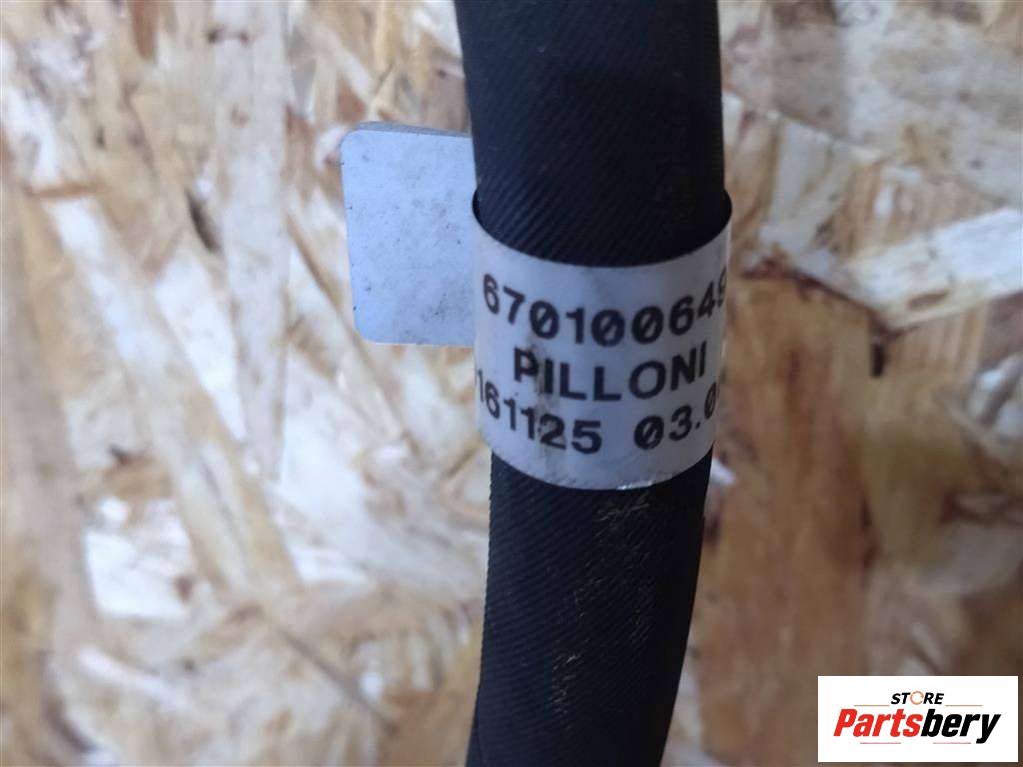 670100649
PILLONI
161125 03.0
STORE
Partsbery